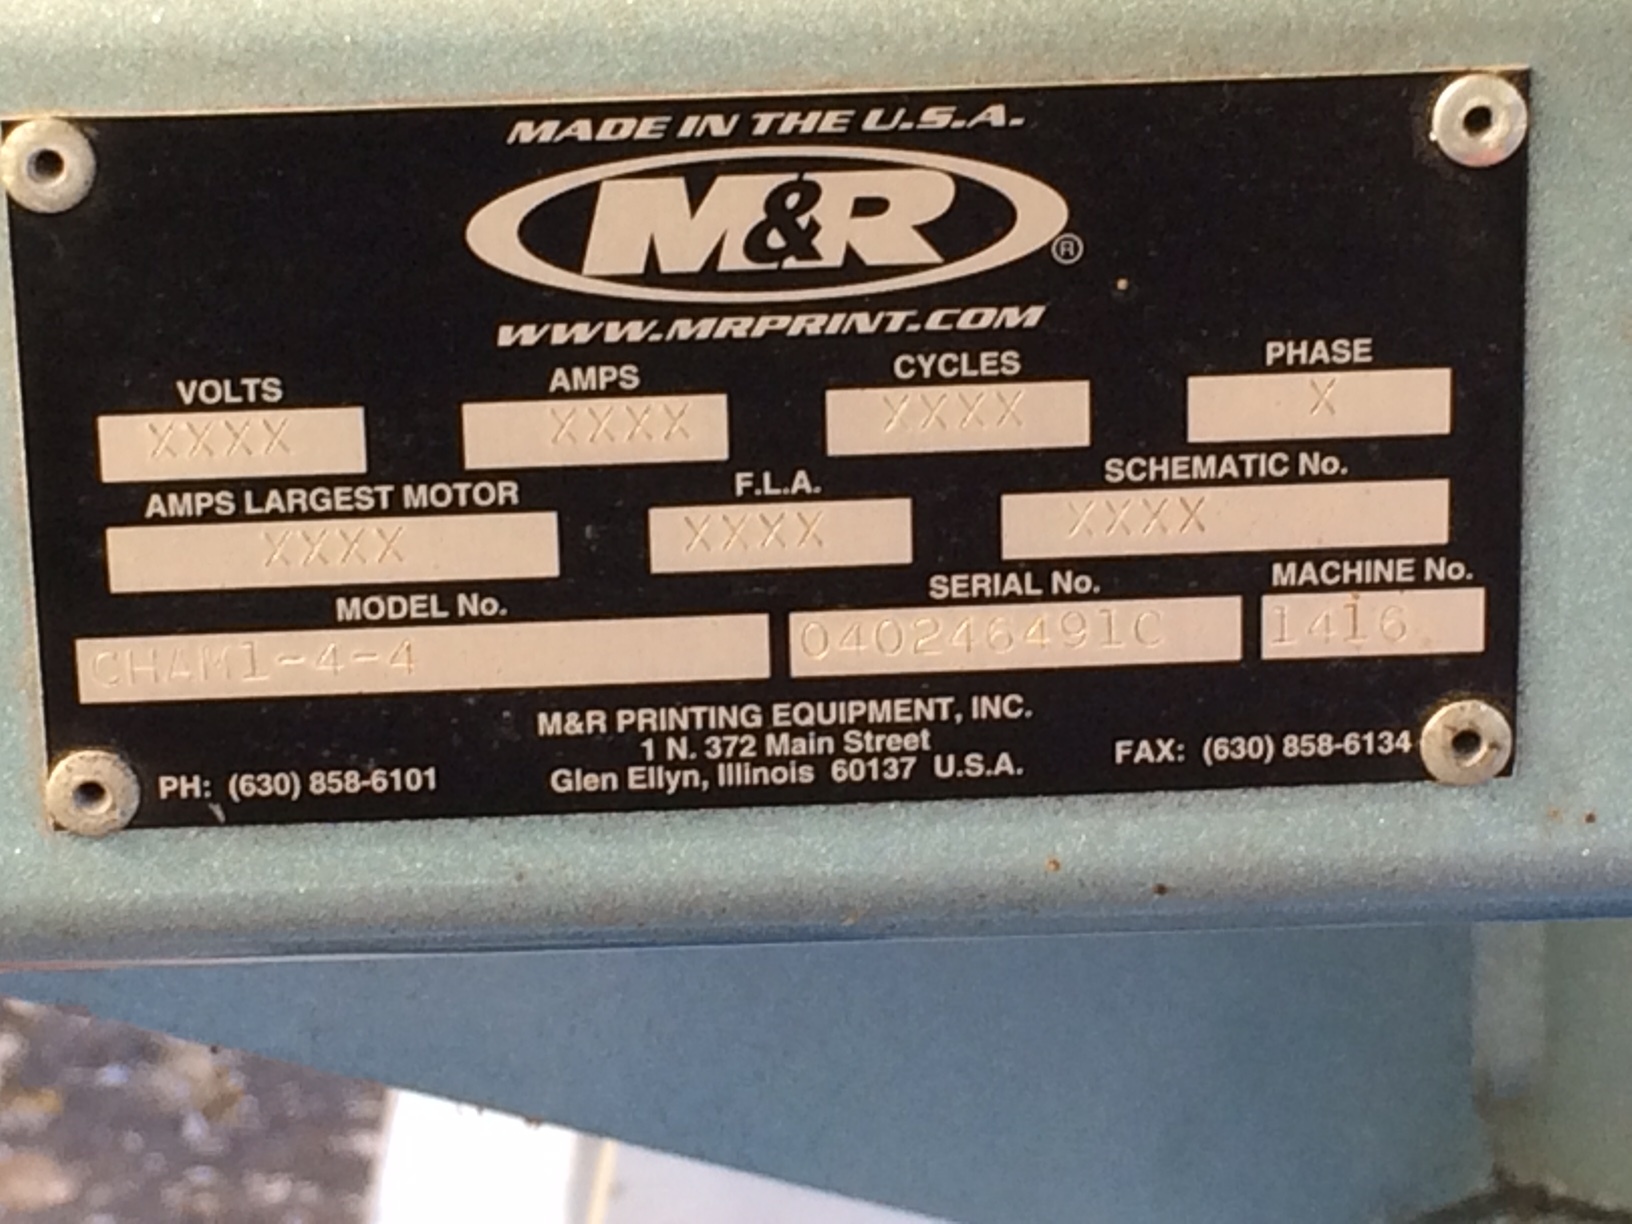 MADE IN THE U.S.A.
M&R®
WWW.MRPRINT.COM
VOLTS AMPS CYCLES PHASE
XXXX XXXX XXXX X
AMPS LARGEST MOTOR F.L.A. SCHEMATIC No.
XXXX XXXX XXXX
MODEL No. SERIAL No. MACHINE No.
CHAM1-4-4 040246491C 1416
M&R PRINTING EQUIPMENT, INC.
1 N. 372 Main Street
PH: (630) 858-6101 Glen Ellyn, Illinois 60137 U.S.A. FAX: (630) 858-6134